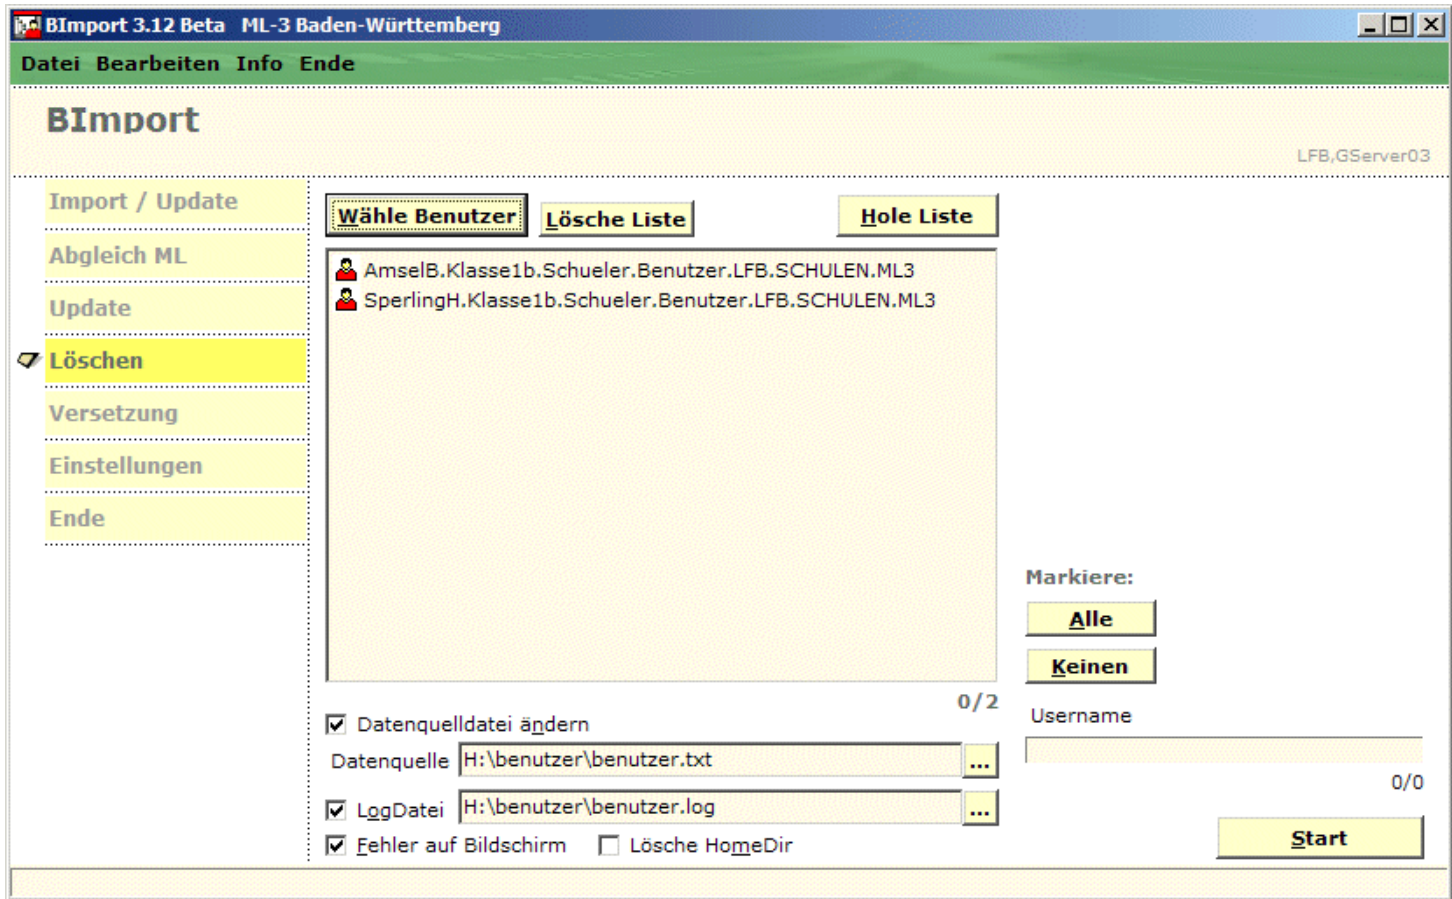 BImport 3.12 Beta ML-3 Baden-Württemberg
Datei Bearbeiten Info Ende
BImport
LFB,GServer03
Import / Update
Abgleich ML
Update
Löschen
Versetzung
Einstellungen
Ende
Wähle Benutzer Lösche Liste Hole Liste
AmselB.Klasse1b.Schueler.Benutzer.LFB.SCHULEN.ML3
SperlingH.Klasse1b.Schueler.Benutzer.LFB.SCHULEN.ML3
0/2
Datenquelldatei ändern
Datenquelle H:\benutzer\benutzer.txt ...
LogDatei H:\benutzer\benutzer.log ...
Fehler auf Bildschirm Lösche HomeDir
Markiere:
Alle
Keinen
Username
0/0
Start